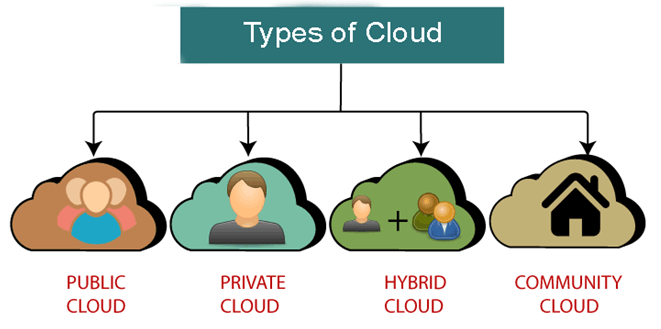 Types of Cloud
PUBLIC
CLOUD
PRIVATE
CLOUD
HYBRID
CLOUD
COMMUNITY
CLOUD